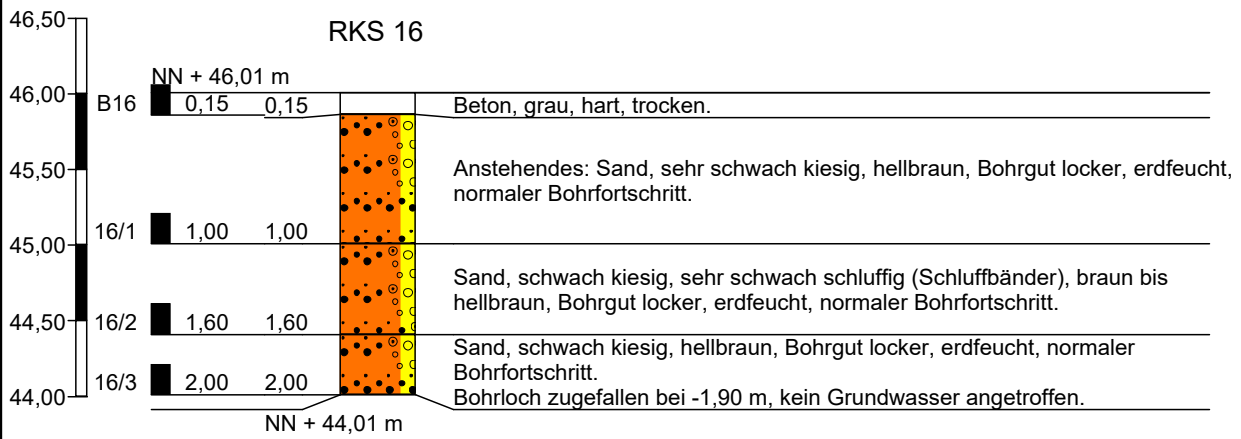 46,50
RKS 16
NN + 46,01 m
46,00
B16 0,15 0,15 Beton, grau, hart, trocken.
45,50
Anstehendes: Sand, sehr schwach kiesig, hellbraun, Bohrgut locker, erdfeucht,
normaler Bohrfortschritt.
16/1 1,00 1,00
45,00
Sand, schwach kiesig, sehr schwach schluffig (Schluffbänder), braun bis
hellbraun, Bohrgut locker, erdfeucht, normaler Bohrfortschritt.
44,50
16/2 1,60 1,60
Sand, schwach kiesig, hellbraun, Bohrgut locker, erdfeucht, normaler
Bohrfortschritt.
16/3 2,00 2,00
Bohrloch zugefallen bei -1,90 m, kein Grundwasser angetroffen.
44,00
NN + 44,01 m